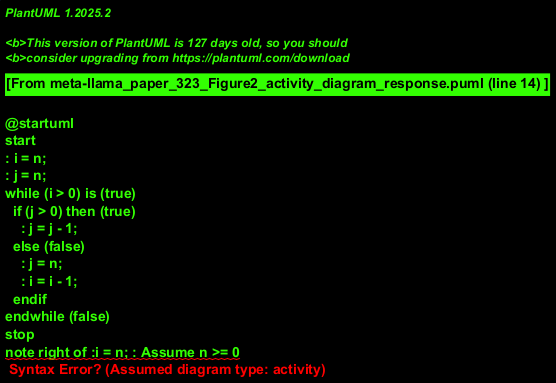 PlantUML 1.2025.2
<b>This version of PlantUML is 127 days old, so you should
<b>consider upgrading from https://plantuml.com/download
[From meta-llama_paper_323_Figure2_activity_diagram_response.puml (line 14) ]
@startuml
start
: i = n;
: j = n;
while (i > 0) is (true)
if (j > 0) then (true)
: j = j - 1;
else (false)
: j = n;
: i = i - 1;
endif
endwhile (false)
stop
note right of :i = n; : Assume n >= 0
Syntax Error? (Assumed diagram type: activity)